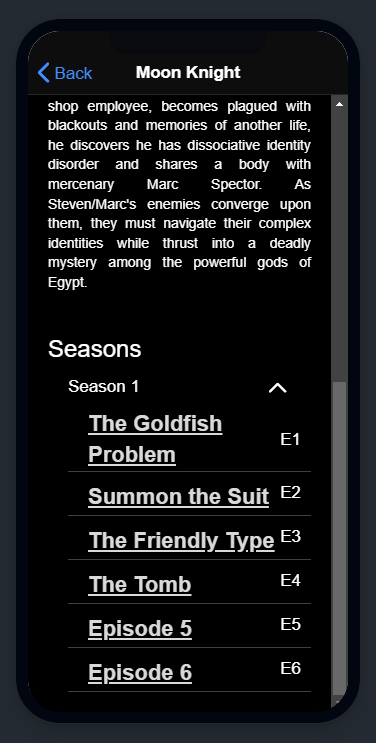 Back
Moon Knight
shop employee, becomes plagued with
blackouts and memories of another life,
he discovers he has dissociative identity
disorder and shares a body with
mercenary Marc Spector. As
Steven/Marc's enemies converge upon
them, they must navigate their complex
identities while thrust into a deadly
mystery among the powerful gods of
Egypt.
Seasons
Season 1
The Goldfish
Problem E1
Summon the Suit E2
The Friendly Type E3
The Tomb E4
Episode 5 E5
Episode 6 E6